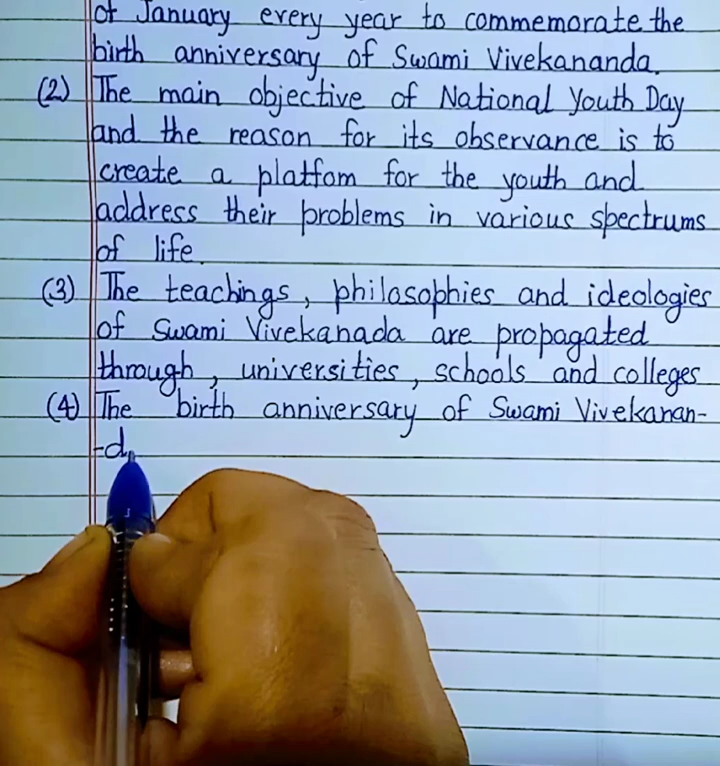 of January every year to commemorate the
birth anniversary of Swami Vivekananda.
(2) The main objective of National Youth Day
and the reason for its observance is to
create a platfom for the youth and
address their problems in various spectrums
of life.
(3) The teachings, philosophies and ideologies
of Swami Vivekanada are propagated
through, universities, schools and colleges
(4) The birth anniversary of Swami Vivekanan-
-d